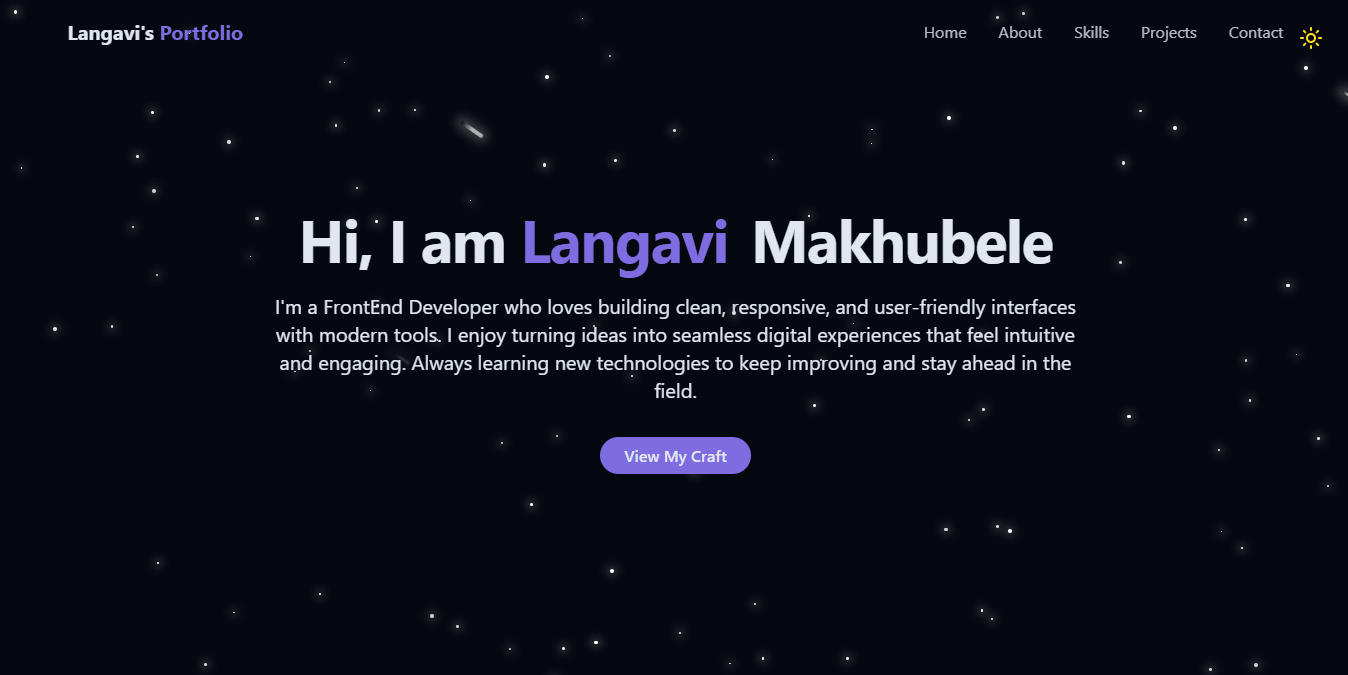 Langavi's Portfolio
Home About Skills Projects Contact
Hi, I am Langavi Makhubele
I'm a FrontEnd Developer who loves building clean, responsive, and user-friendly interfaces
with modern tools. I enjoy turning ideas into seamless digital experiences that feel intuitive
and engaging. Always learning new technologies to keep improving and stay ahead in the
field.
View My Craft